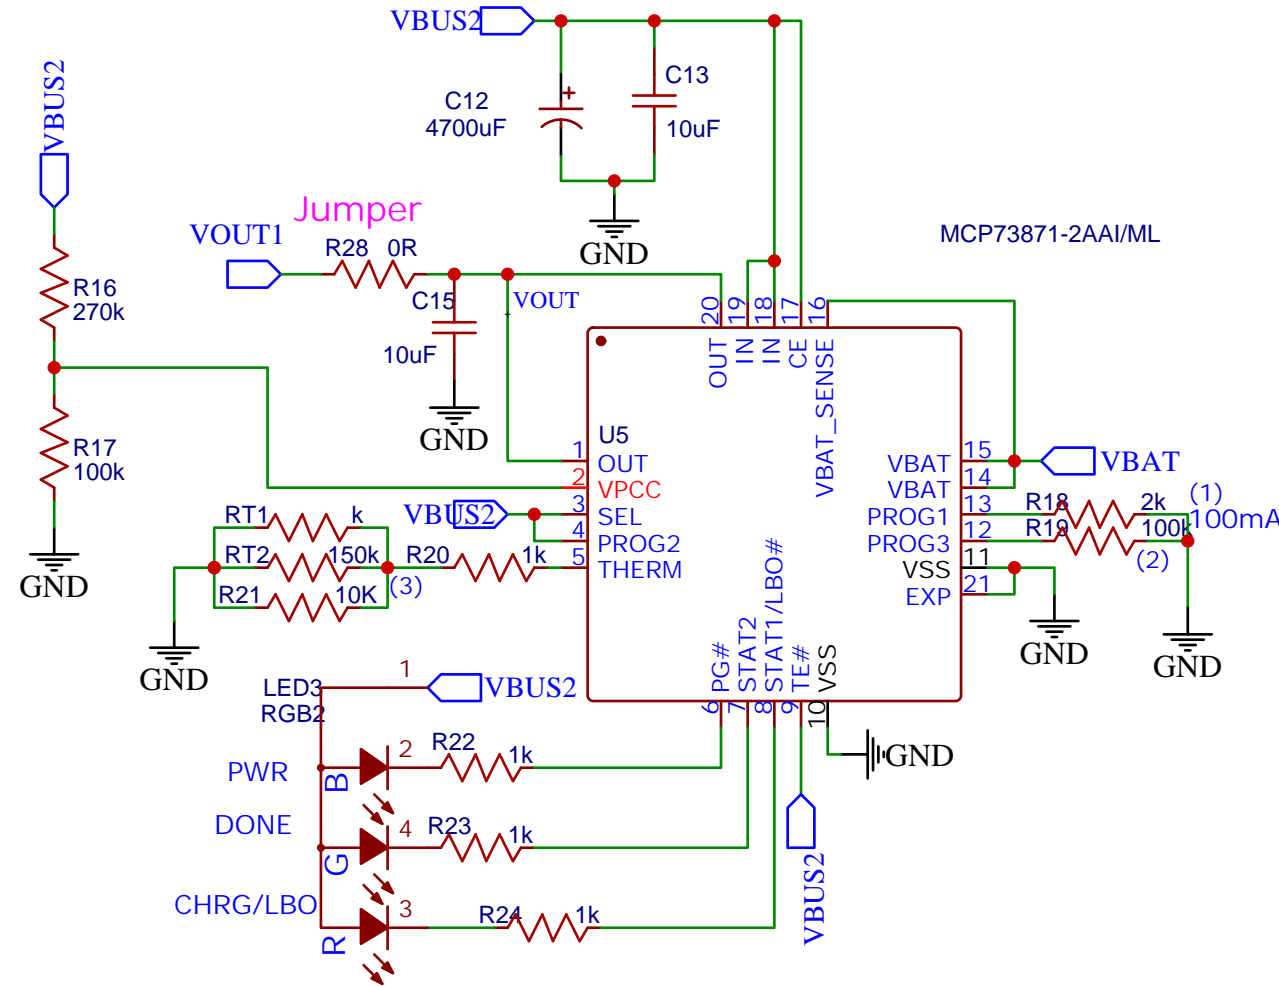 VBUS2
C13
10uF
C12
4700uF
+
GND
VBUS2
Jumper
VOUT1
R28 0R
VOUT
C15
10uF
GND
MCP73871-2AAI/ML
R16
270k
R17
100k
GND
20
19
18
17
16
OUT
IN
IN
CE
VBAT_SENSE
U5
1
OUT
2
VPCC
3
SEL
4
PROG2
5
THERM
VBUS2
RT1
k
RT2
150k
R21
10K
(3)
R20
1k
GND
15
VBAT
14
VBAT
13
PROG1
12
PROG3
11
VSS
21
EXP
VBAT
R18
2k
(1)
100mA
R19
100k
(2)
GND
GND
PG#
STAT2
STAT1/LBO#
TE#
VSS
6
7
8
9
10
GND
VBUS2
1
VBUS2
LED3
RGB2
PWR
B
2
R22
1k
DONE
G
4
R23
1k
CHRG/LBO
R
3
R24
1k